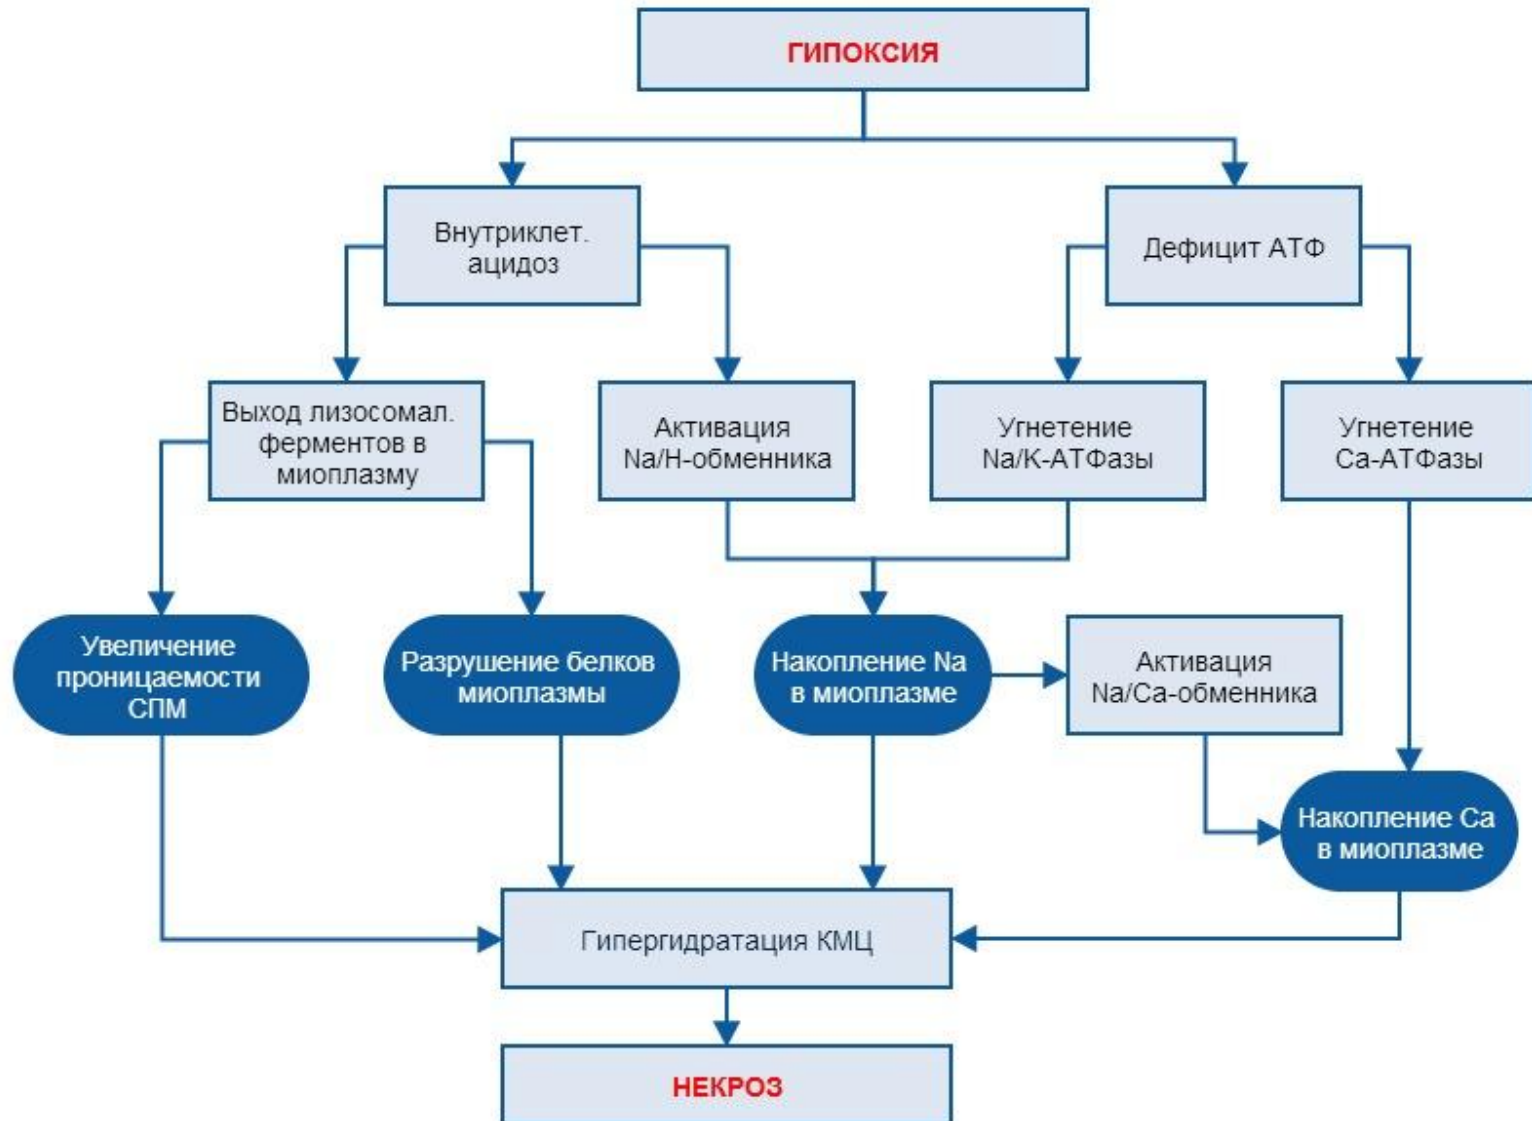 ГИПОКСИЯ
Внутриклет.
ацидоз
Дефицит АТФ
Выход лизосомал.
ферментов в
миоплазму
Активация
Na/H-обменника
Угнетение
Na/K-АТФазы
Угнетение
Ca-АТФазы
Увеличение
проницаемости
СПМ
Разрушение белков
миоплазмы
Накопление Na
в миоплазме
Активация
Na/Ca-обменника
Накопление Ca
в миоплазме
Гипергидратация КМЦ
НЕКРОЗ